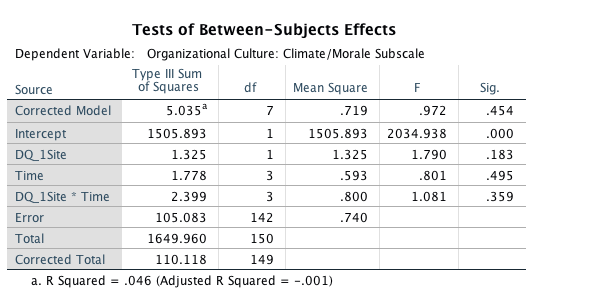 Tests of Between-Subjects Effects
Dependent Variable: Organizational Culture: Climate/Morale Subscale
Source Type III Sum of Squares df Mean Square F Sig.
Corrected Model 5.035a 7 .719 .972 .454
Intercept 1505.893 1 1505.893 2034.938 .000
DQ_1Site 1.325 1 1.325 1.790 .183
Time 1.778 3 .593 .801 .495
DQ_1Site * Time 2.399 3 .800 1.081 .359
Error 105.083 142 .740
Total 1649.960 150
Corrected Total 110.118 149
a. R Squared = .046 (Adjusted R Squared = -.001)